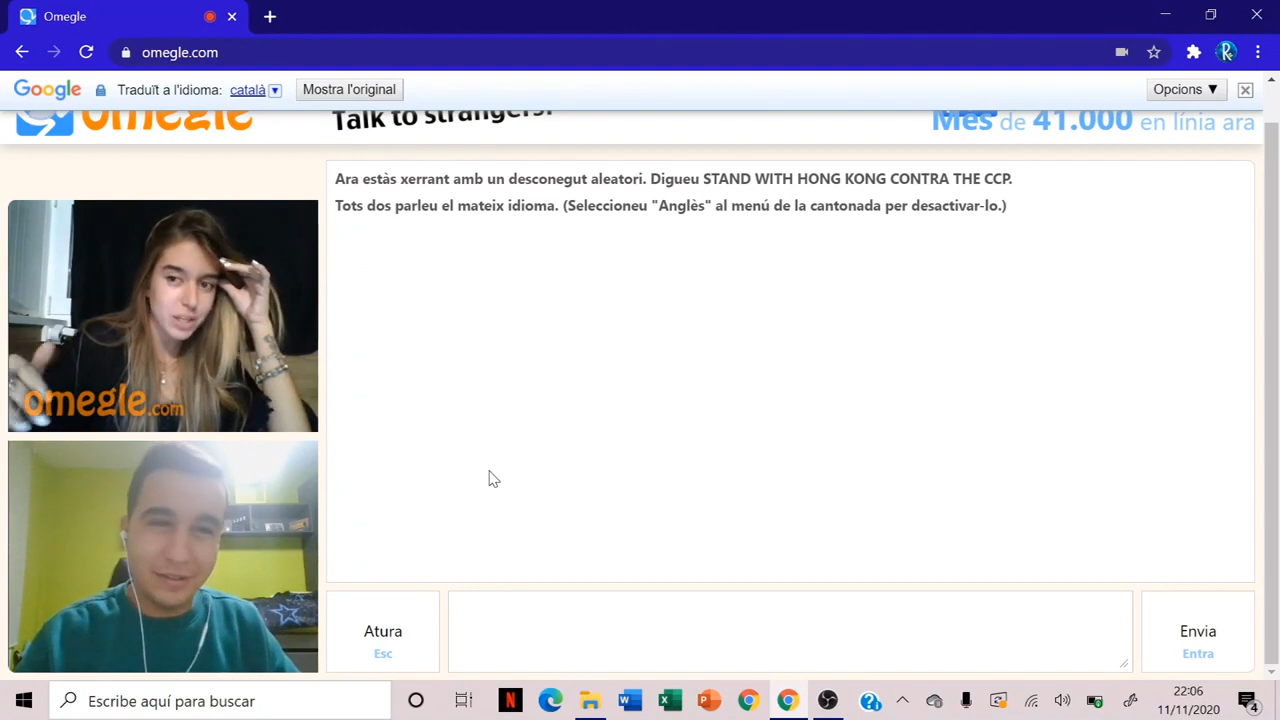 Omegle
omegle.com
Google Traduït a l'idioma: català Mostra l'original Opcions ▼
omegle Talk to strangers! Més de 41.000 en línia ara
Ara estàs xerrant amb un desconegut aleatori. Digueu STAND WITH HONG KONG CONTRA THE CCP.
Tots dos parleu el mateix idioma. (Seleccioneu "Anglès" al menú de la cantonada per desactivar-lo.)
omegle.com
Atura
Esc
Envia
Entra
Escribe aquí para buscar
22:06
11/11/2020
4